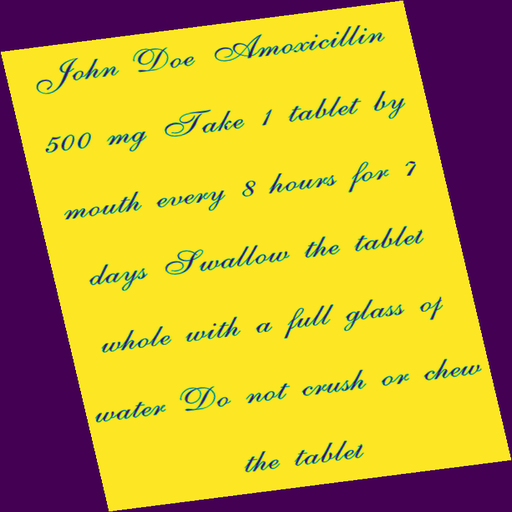 John Doe Amoxicillin
500 mg Take 1 tablet by
mouth every 8 hours for 7
days Swallow the tablet
whole with a full glass of
water Do not crush or chew
the tablet